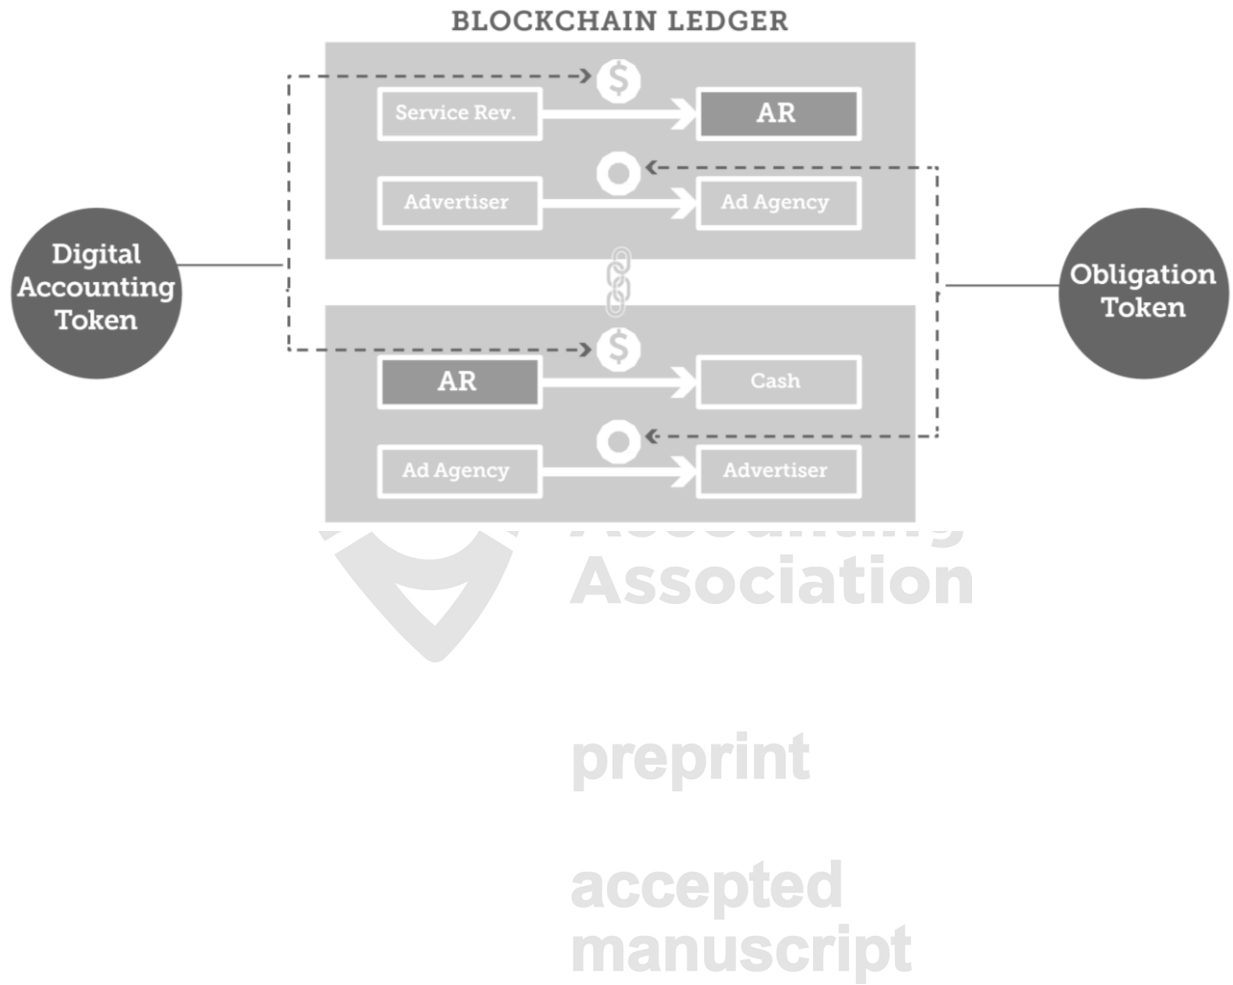 BLOCKCHAIN LEDGER
$
Service Rev.
AR
Advertiser
Ad Agency
Digital
Accounting
Token
Obligation
Token
$
AR
Cash
Ad Agency
Advertiser
Accounting
Association
preprint
accepted
manuscript